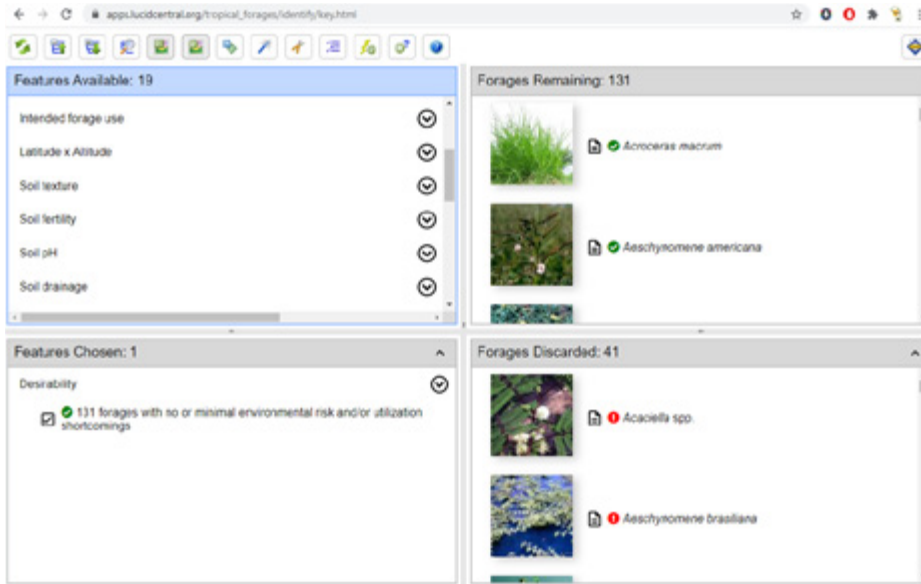 apps.lucidcentral.org/tropical_forages/identify/key.html
Features Available: 19
Intended forage use
Latitude x Altitude
Soil texture
Soil fertility
Soil pH
Soil drainage
Forages Remaining: 131
Acroceras macrum
Aeschynomene americana
Features Chosen: 1
Desirability
131 forages with no or minimal environmental risk and/or utilization
shortcomings
Forages Discarded: 41
Acaciella spp.
Aeschynomene brasiliana